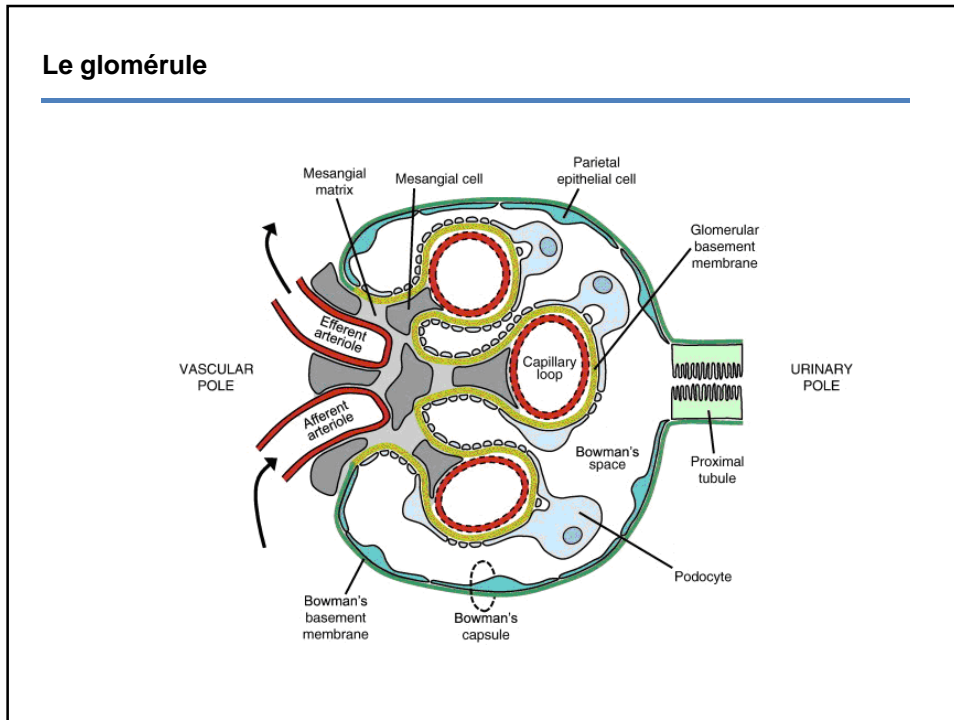 Le glomérule
Mesangial
matrix
Mesangial cell
Parietal
epithelial cell
Glomerular
basement
membrane
Efferent
arteriole
Capillary
loop
VASCULAR
POLE
URINARY
POLE
Afferent
arteriole
Bowman's
space
Proximal
tubule
Podocyte
Bowman's
basement
membrane
Bowman's
capsule